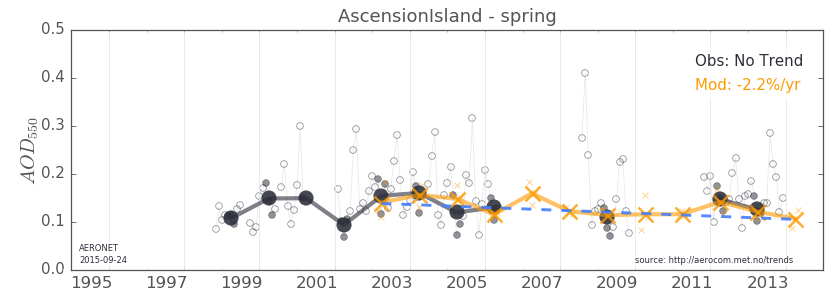 AscensionIsland - spring
0.5
0.4
0.3
0.2
0.1
0.0
AOD550
Obs: No Trend
Mod: -2.2%/yr
AERONET
2015-09-24
source: http://aerocom.met.no/trends
1995 1997 1999 2001 2003 2005 2007 2009 2011 2013